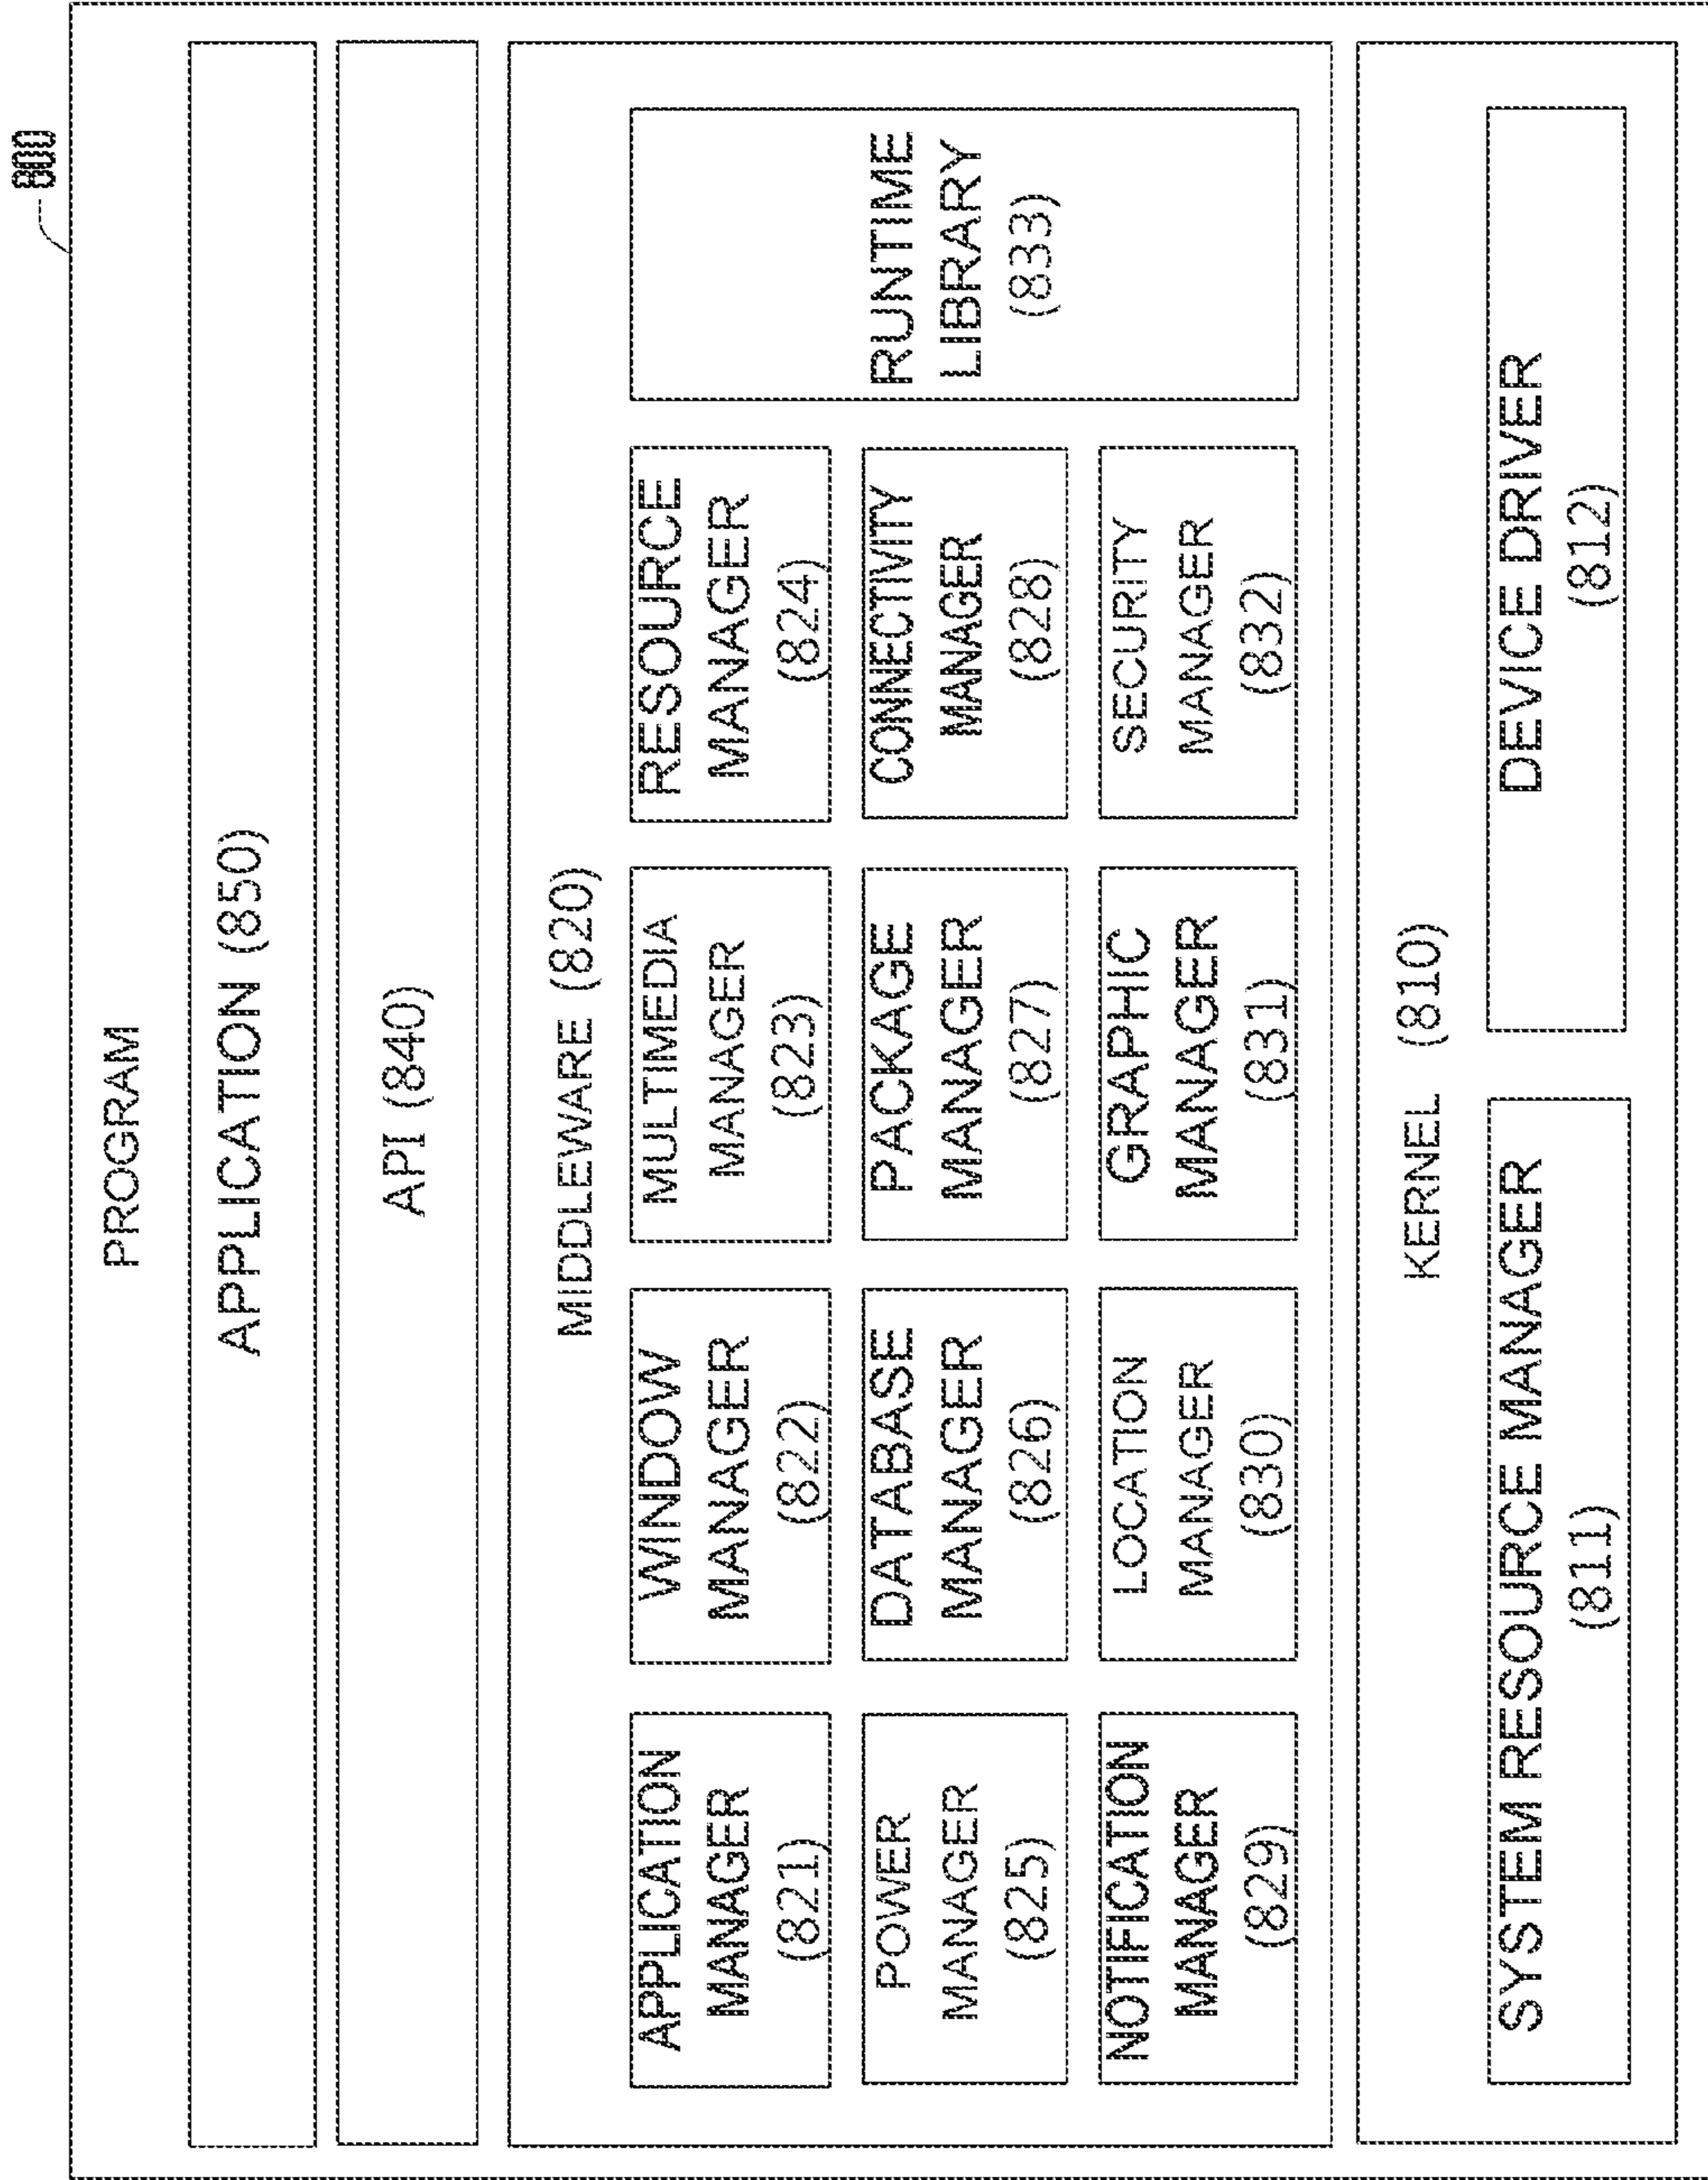 800
PROGRAM
APPLICATION (850)
API (840)
MIDDLEWARE (820)
APPLICATION
MANAGER
(821)
WINDOW
MANAGER
(822)
MULTIMEDIA
MANAGER
(823)
RESOURCE
MANAGER
(824)
POWER
MANAGER
(825)
DATABASE
MANAGER
(826)
PACKAGE
MANAGER
(827)
CONNECTIVITY
MANAGER
(828)
NOTIFICATION
MANAGER
(829)
LOCATION
MANAGER
(830)
GRAPHIC
MANAGER
(831)
SECURITY
MANAGER
(832)
RUNTIME
LIBRARY
(833)
KERNEL (810)
SYSTEM RESOURCE MANAGER
(811)
DEVICE DRIVER
(812)